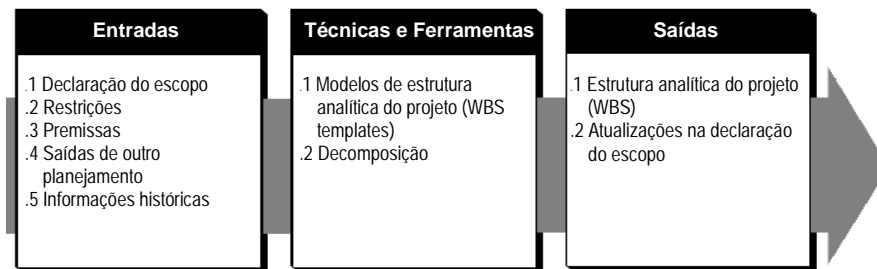 Entradas
.1 Declaração do escopo
.2 Restrições
.3 Premissas
.4 Saídas de outro
planejamento
.5 Informações históricas
Técnicas e Ferramentas
.1 Modelos de estrutura
analítica do projeto (WBS
templates)
.2 Decomposição
Saídas
.1 Estrutura analítica do projeto
(WBS)
.2 Atualizações na declaração
do escopo